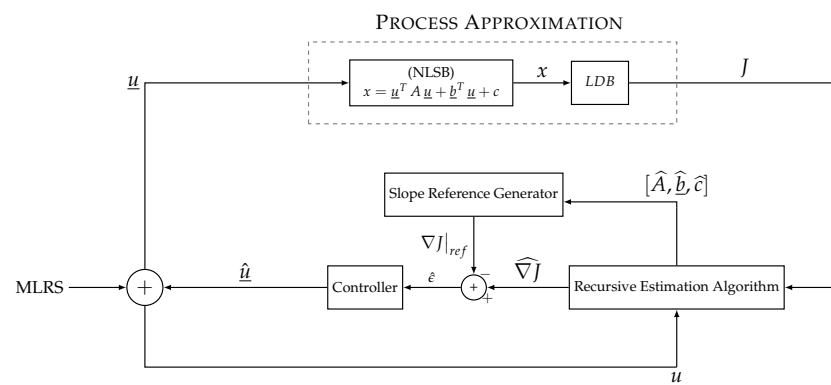 PROCESS APPROXIMATION
(NLSB)
x = u̲ᵀ A u̲ + b̲ᵀ u̲ + c
x
LDB
J
u̲
[Â, b̲̂, ĉ]
Slope Reference Generator
∇J|ref
−
+
+
∇̂J
ϵ̂
û̲
MLRS
+
Controller
Recursive Estimation Algorithm
u